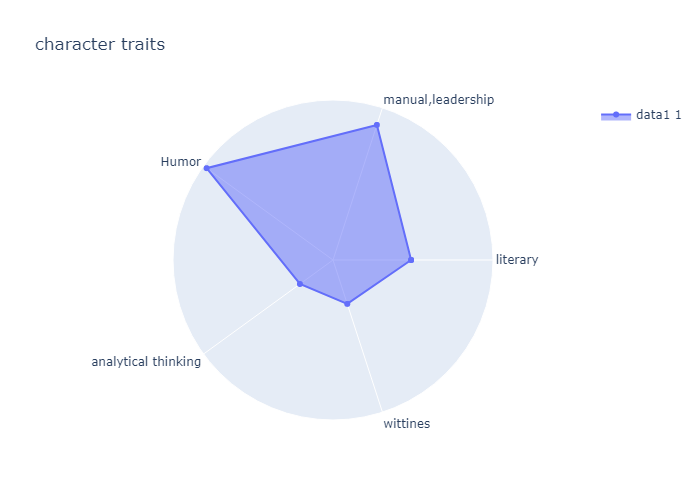 character traits
manual,leadership
data1 1
Humor
literary
analytical thinking
wittines